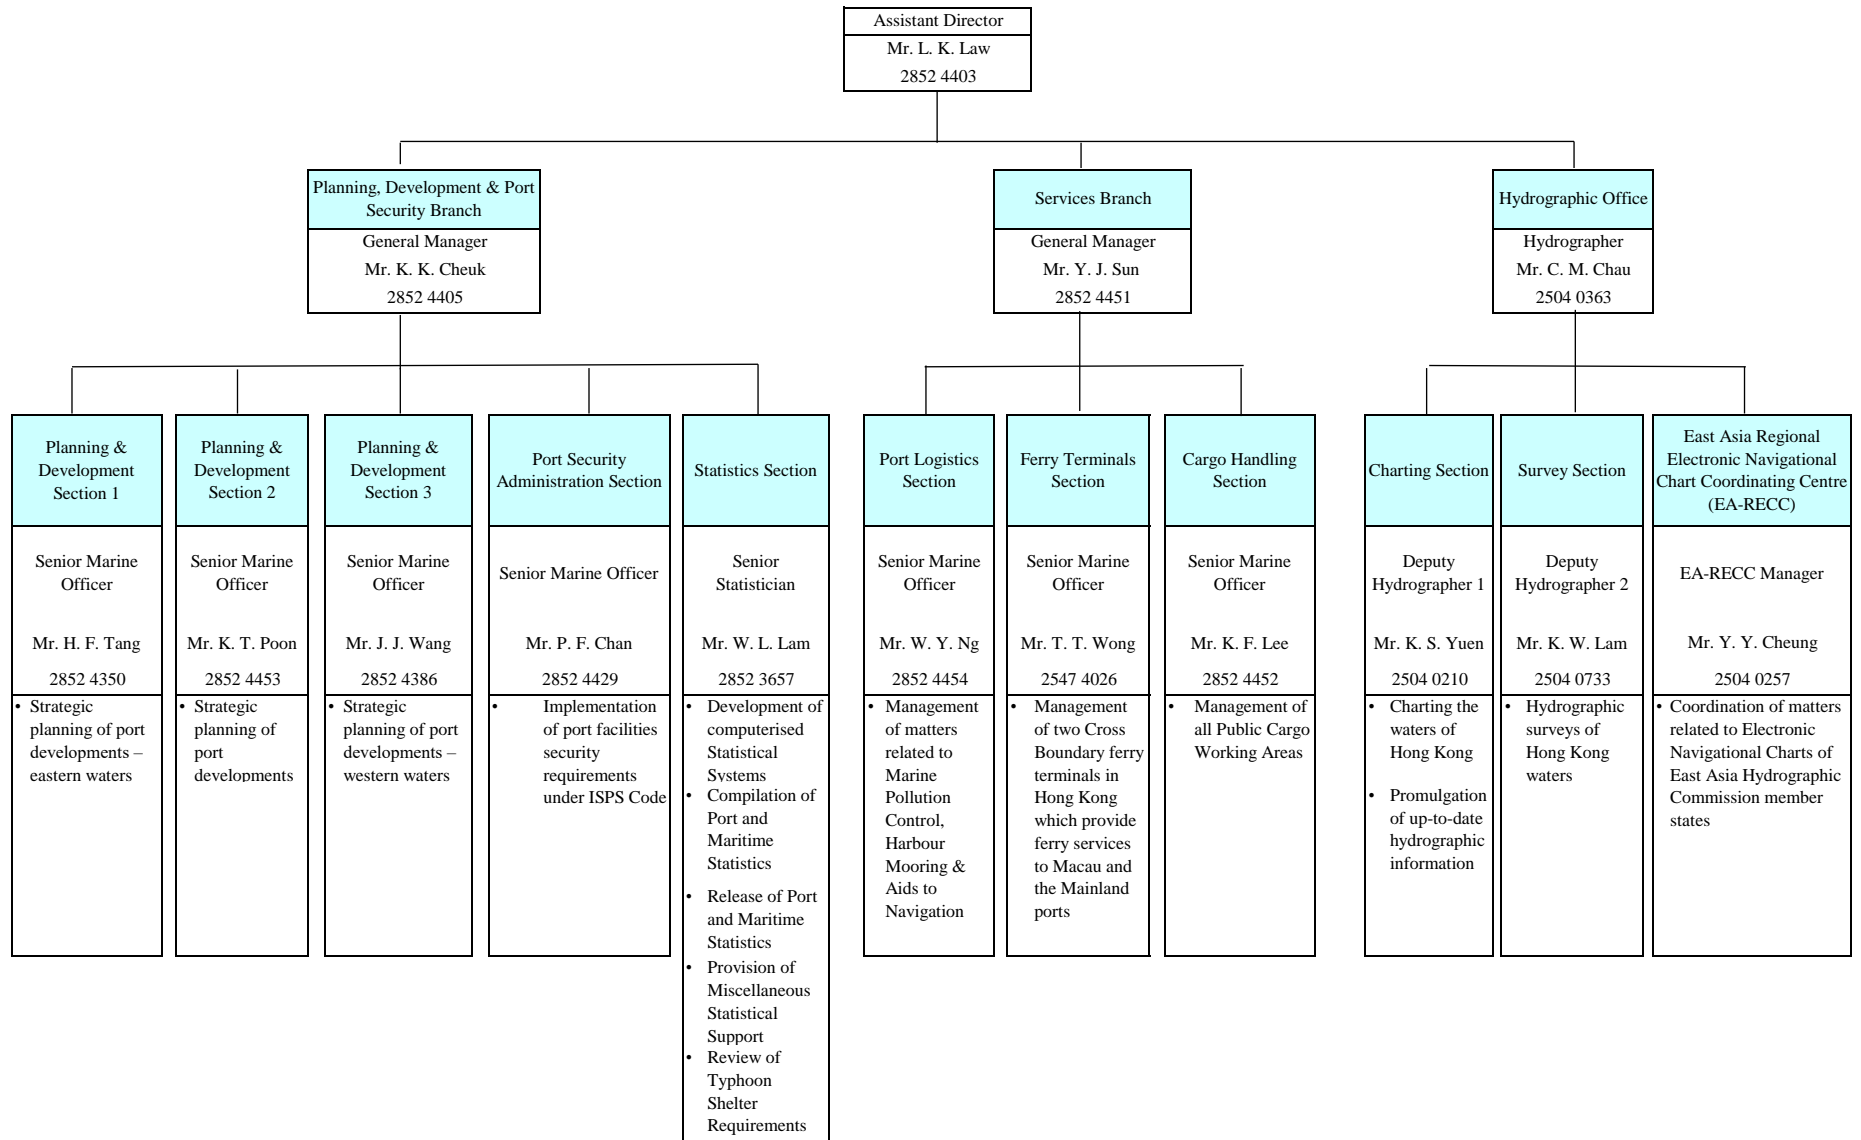 Assistant Director
Mr. L. K. Law
2852 4403
Planning, Development & Port
Security Branch
General Manager
Mr. K. K. Cheuk
2852 4405
Services Branch
General Manager
Mr. Y. J. Sun
2852 4451
Hydrographic Office
Hydrographer
Mr. C. M. Chau
2504 0363
Planning &
Development
Section 1
Senior Marine
Officer
Mr. H. F. Tang
2852 4350
• Strategic
planning of port
developments –
eastern waters
Planning &
Development
Section 2
Senior Marine
Officer
Mr. K. T. Poon
2852 4453
• Strategic
planning of
port
developments
Planning &
Development
Section 3
Senior Marine
Officer
Mr. J. J. Wang
2852 4386
• Strategic
planning of port
developments –
western waters
Port Security
Administration Section
Senior Marine Officer
Mr. P. F. Chan
2852 4429
• Implementation
of port facilities
security
requirements
under ISPS Code
Statistics Section
Senior
Statistician
Mr. W. L. Lam
2852 3657
• Development of
computerised
Statistical
Systems
• Compilation of
Port and
Maritime
Statistics
• Release of Port
and Maritime
Statistics
• Provision of
Miscellaneous
Statistical
Support
• Review of
Typhoon
Shelter
Requirements
Port Logistics
Section
Senior Marine
Officer
Mr. W. Y. Ng
2852 4454
• Management
of matters
related to
Marine
Pollution
Control,
Harbour
Mooring &
Aids to
Navigation
Ferry Terminals
Section
Senior Marine
Officer
Mr. T. T. Wong
2547 4026
• Management
of two Cross
Boundary ferry
terminals in
Hong Kong
which provide
ferry services
to Macau and
the Mainland
ports
Cargo Handling
Section
Senior Marine
Officer
Mr. K. F. Lee
2852 4452
• Management of
all Public Cargo
Working Areas
Charting Section
Deputy
Hydrographer 1
Mr. K. S. Yuen
2504 0210
• Charting the
waters of
Hong Kong
• Promulgation
of up-to-date
hydrographic
information
Survey Section
Deputy
Hydrographer 2
Mr. K. W. Lam
2504 0733
• Hydrographic
surveys of
Hong Kong
waters
East Asia Regional
Electronic Navigational
Chart Coordinating Centre
(EA-RECC)
EA-RECC Manager
Mr. Y. Y. Cheung
2504 0257
• Coordination of matters
related to Electronic
Navigational Charts of
East Asia Hydrographic
Commission member
states